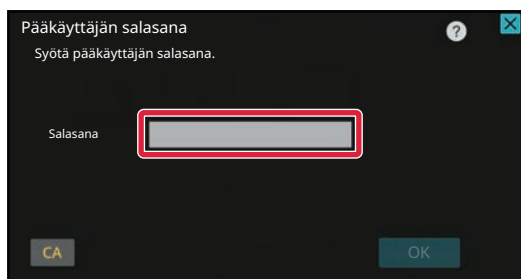 Pääkäyttäjän salasana
?
Syötä pääkäyttäjän salasana.
Salasana
CA
OK